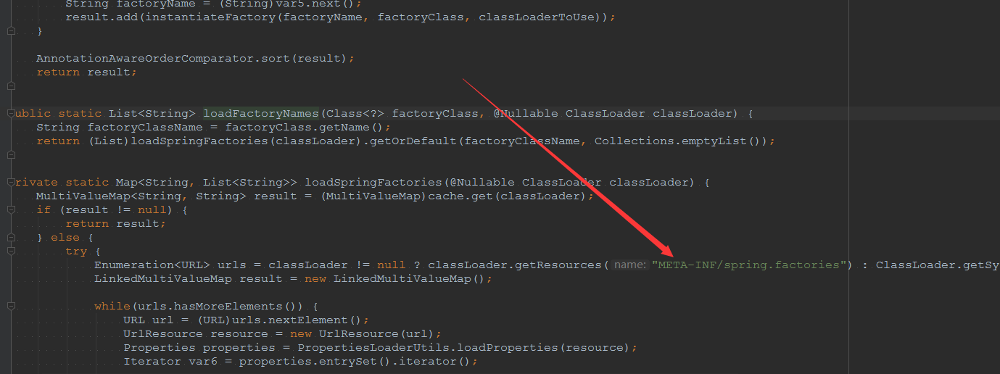 String factoryName = (String)var5.next();
result.add(instantiateFactory(factoryName, factoryClass, classLoaderToUse));
}
AnnotationAwareOrderComparator.sort(result);
return result;
ublic static List<String> loadFactoryNames(Class<?> factoryClass, @Nullable ClassLoader classLoader) {
String factoryClassName = factoryClass.getName();
return (List)loadSpringFactories(classLoader).getOrDefault(factoryClassName, Collections.emptyList());
rivate static Map<String, List<String>> loadSpringFactories(@Nullable ClassLoader classLoader) {
MultiValueMap<String, String> result = (MultiValueMap)cache.get(classLoader);
if (result != null) {
return result;
} else {
try {
Enumeration<URL> urls = classLoader != null ? classLoader.getResources( name: "META-INF/spring.factories") : ClassLoader.getSy
LinkedMultiValueMap result = new LinkedMultiValueMap();
while(urls.hasMoreElements()) {
URL url = (URL)urls.nextElement();
UrlResource resource = new UrlResource(url);
Properties properties = PropertiesLoaderUtils.loadProperties(resource);
Iterator var6 = properties.entrySet().iterator();